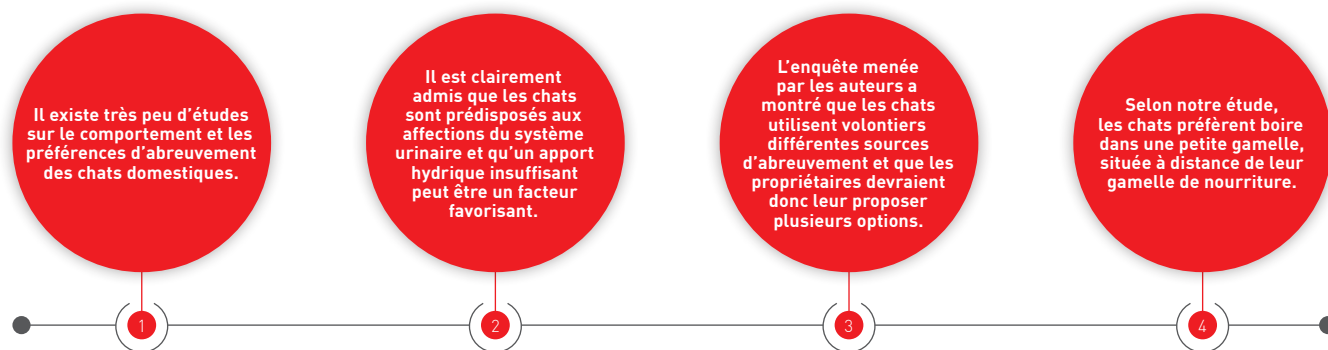 Il existe très peu d’études
sur le comportement et les
préférences d’abreuvement
des chats domestiques.
Il est clairement
admis que les chats
sont prédisposés aux
affections du système
urinaire et qu’un apport
hydrique insuffisant
peut être un facteur
favorisant.
L’enquête menée
par les auteurs a
montré que les chats
utilisent volontiers
différentes sources
d’abreuvement et que les
propriétaires devraient
donc leur proposer
plusieurs options.
Selon notre étude,
les chats préfèrent boire
dans une petite gamelle,
située à distance de leur
gamelle de nourriture.
1
2
3
4